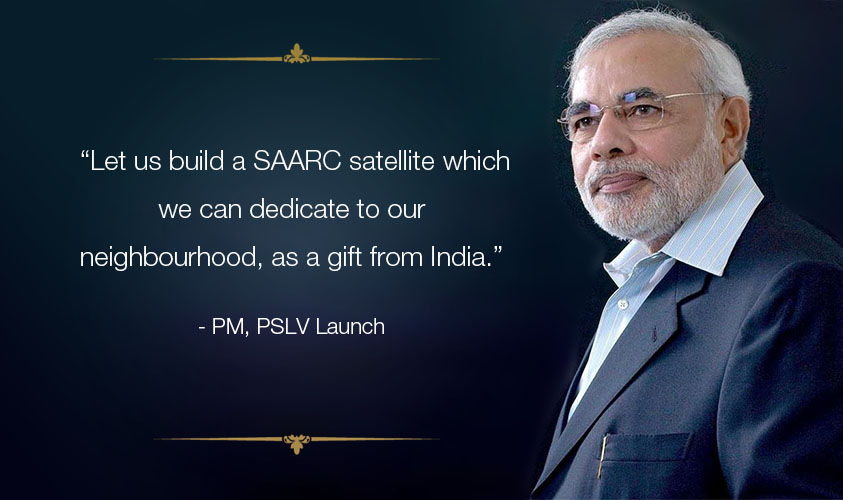 “Let us build a SAARC satellite which
we can dedicate to our
neighbourhood, as a gift from India.”
- PM, PSLV Launch